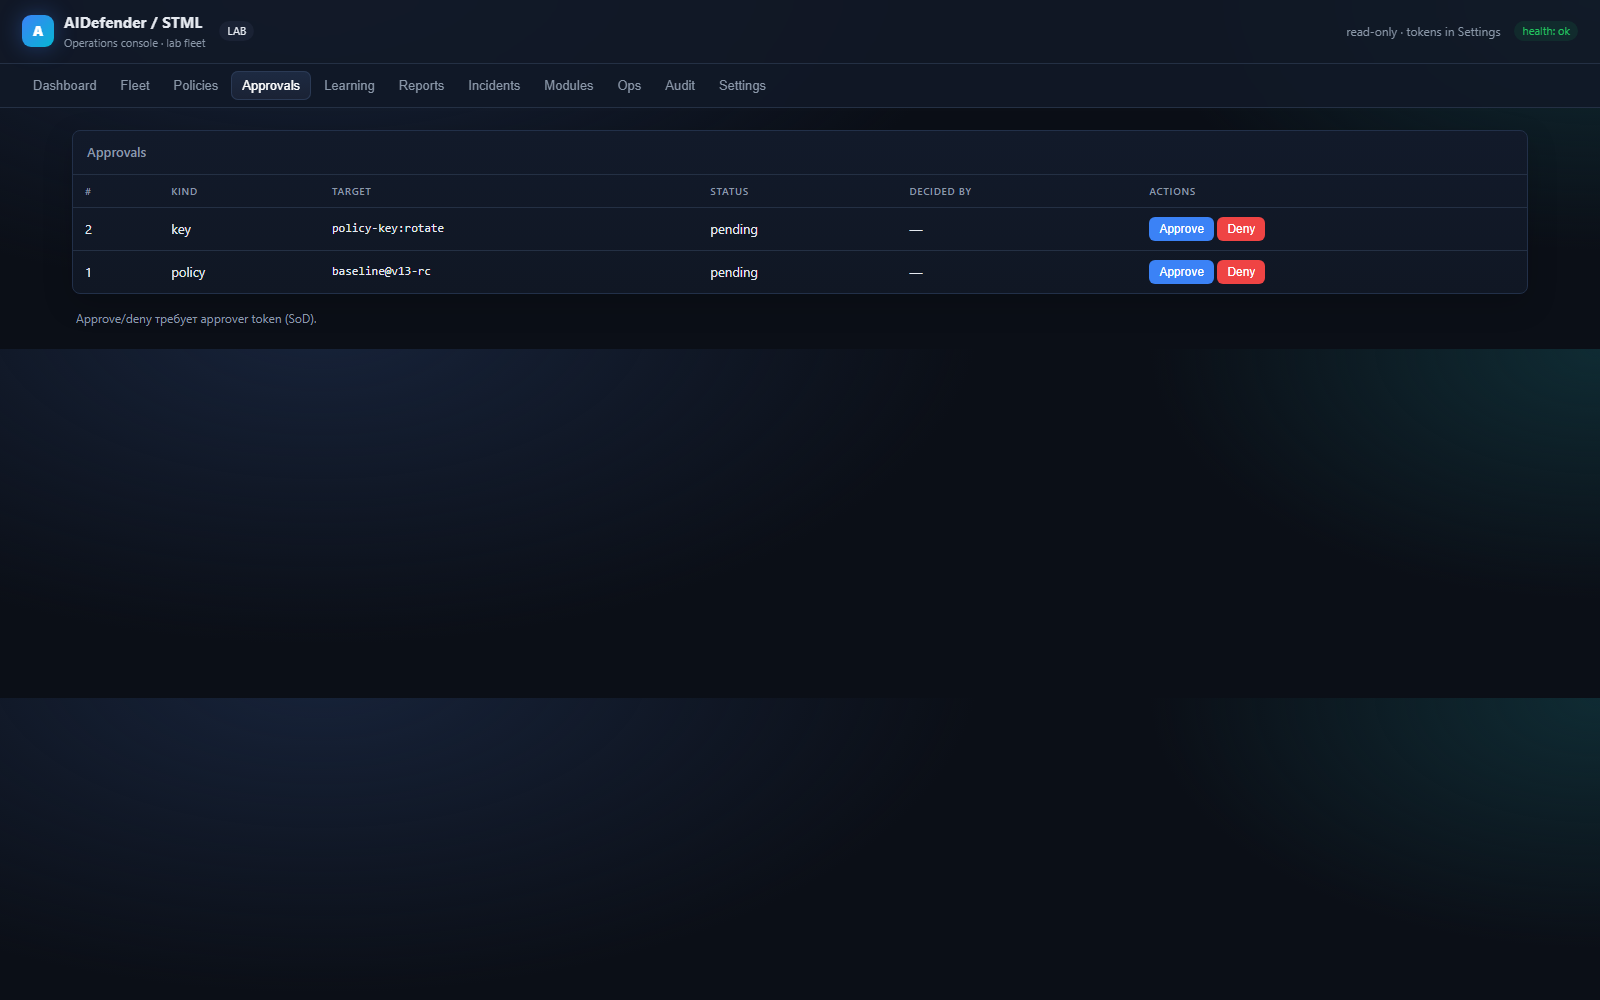 A
AIDefender / STML
LAB
Operations console · lab fleet
read-only · tokens in Settings
health: ok
Dashboard Fleet Policies Approvals Learning Reports Incidents Modules Ops Audit Settings
Approvals
# KIND TARGET STATUS DECIDED BY ACTIONS
2 key policy-key:rotate pending — Approve Deny
1 policy baseline@v13-rc pending — Approve Deny
Approve/deny требует approver token (SoD).